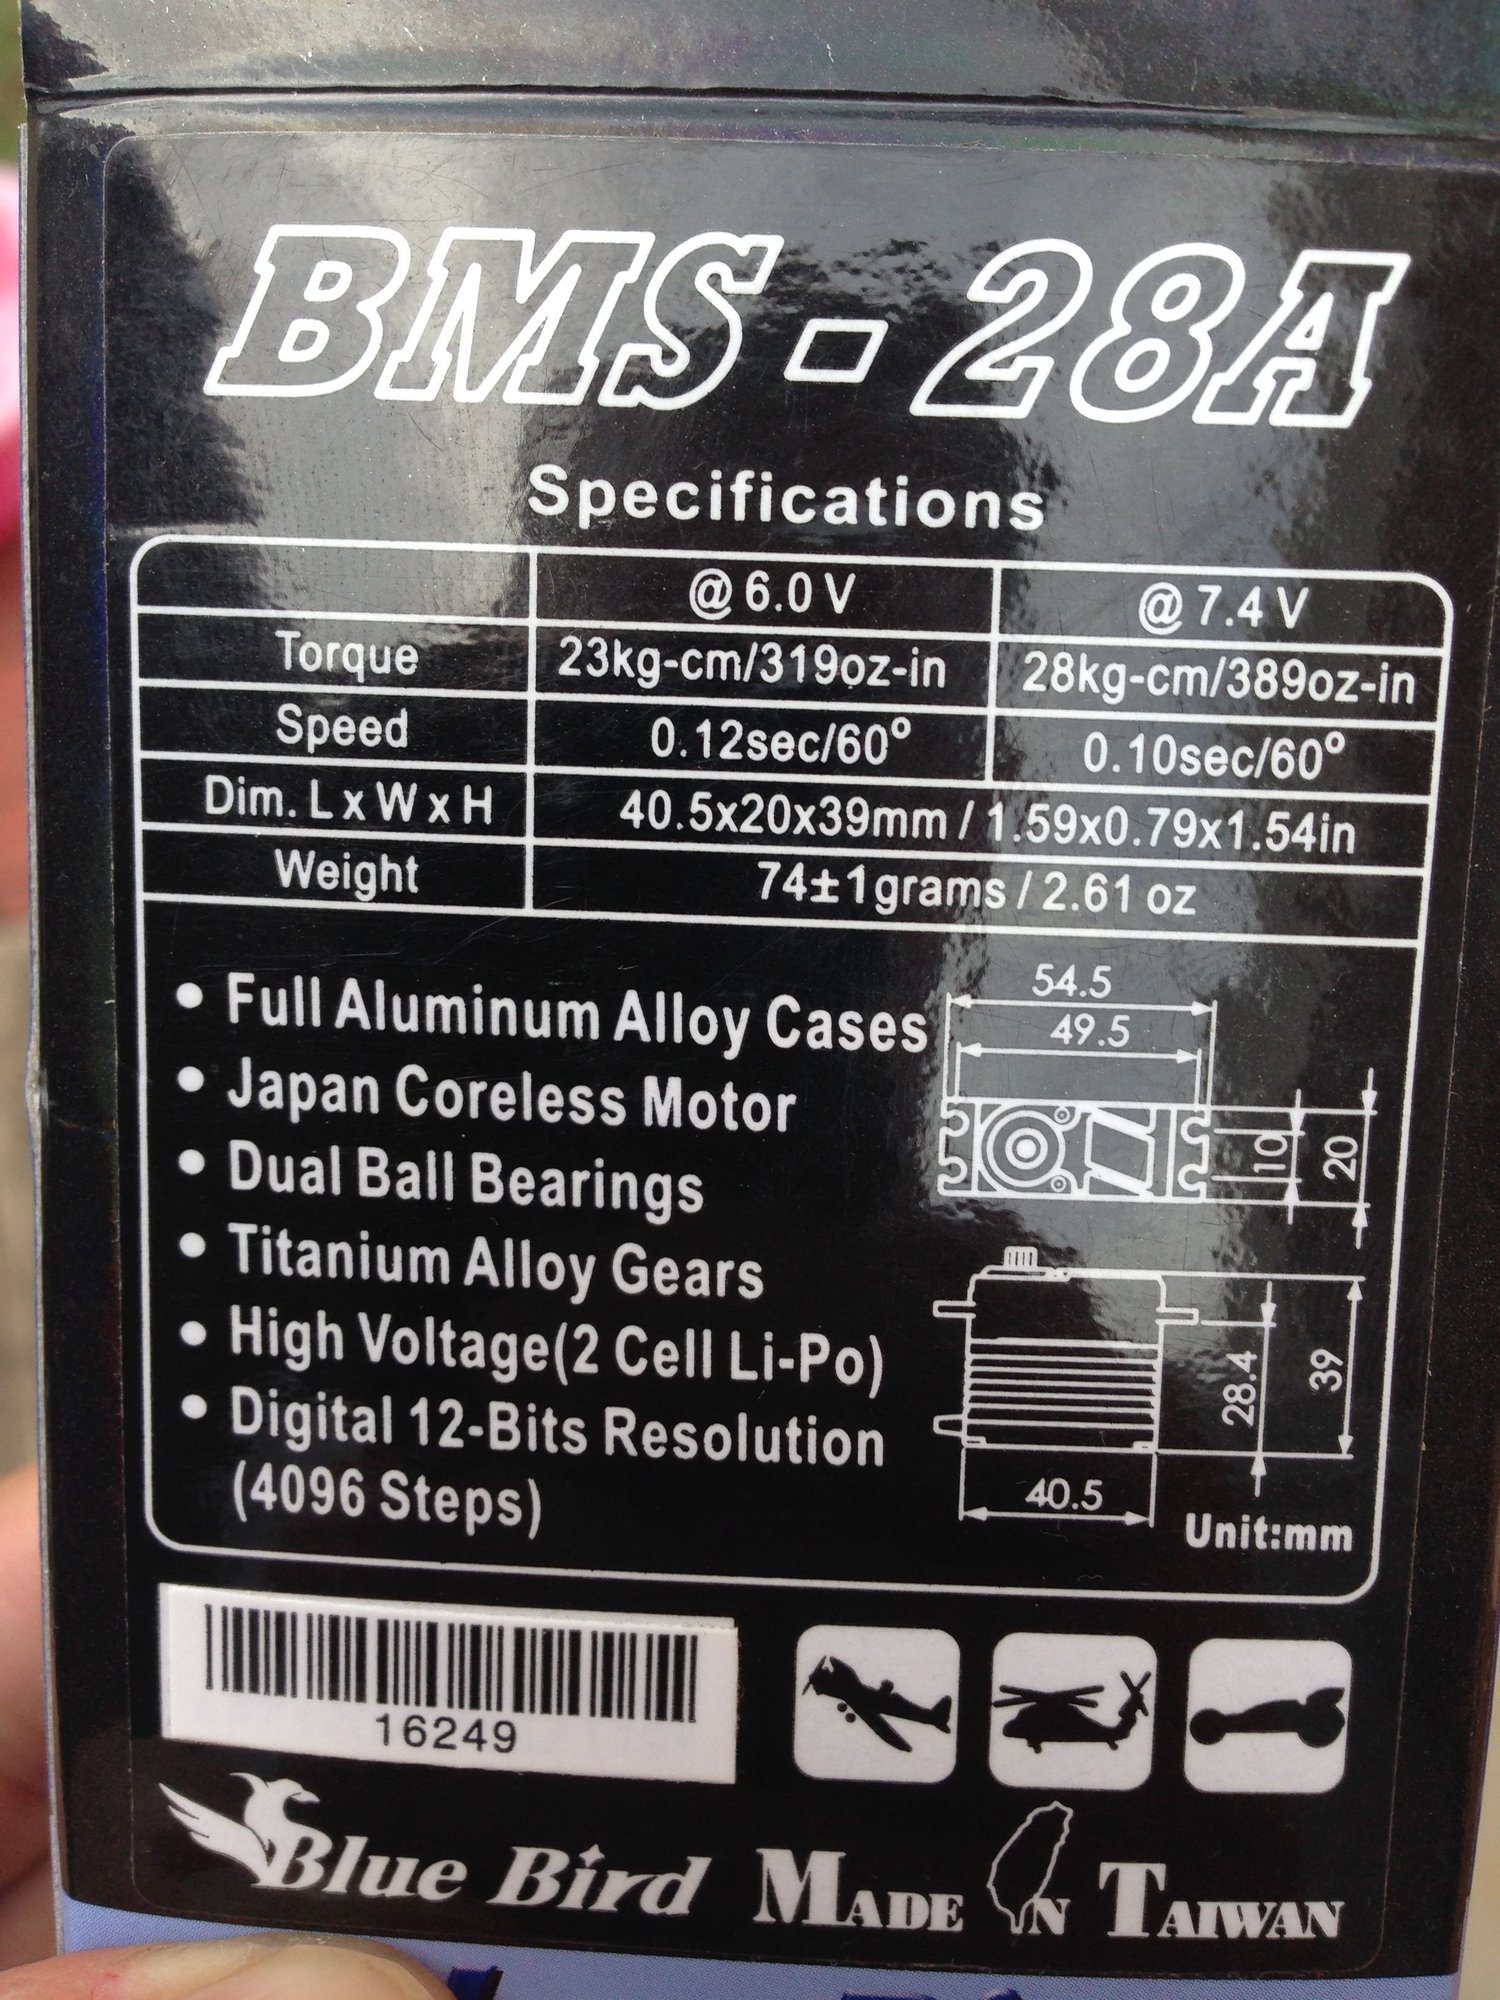 BMS - 28A
Specifications
@ 6.0 V @ 7.4 V
Torque 23kg-cm/319oz-in 28kg-cm/389oz-in
Speed 0.12sec/60° 0.10sec/60°
Dim. L x W x H 40.5x20x39mm / 1.59x0.79x1.54in
Weight 74±1grams / 2.61 oz
• Full Aluminum Alloy Cases
• Japan Coreless Motor
• Dual Ball Bearings
• Titanium Alloy Gears
• High Voltage(2 Cell Li-Po)
• Digital 12-Bits Resolution
(4096 Steps)
54.5
49.5
10
20
28.4
39
40.5
Unit:mm
16249
Blue Bird MADE IN TAIWAN